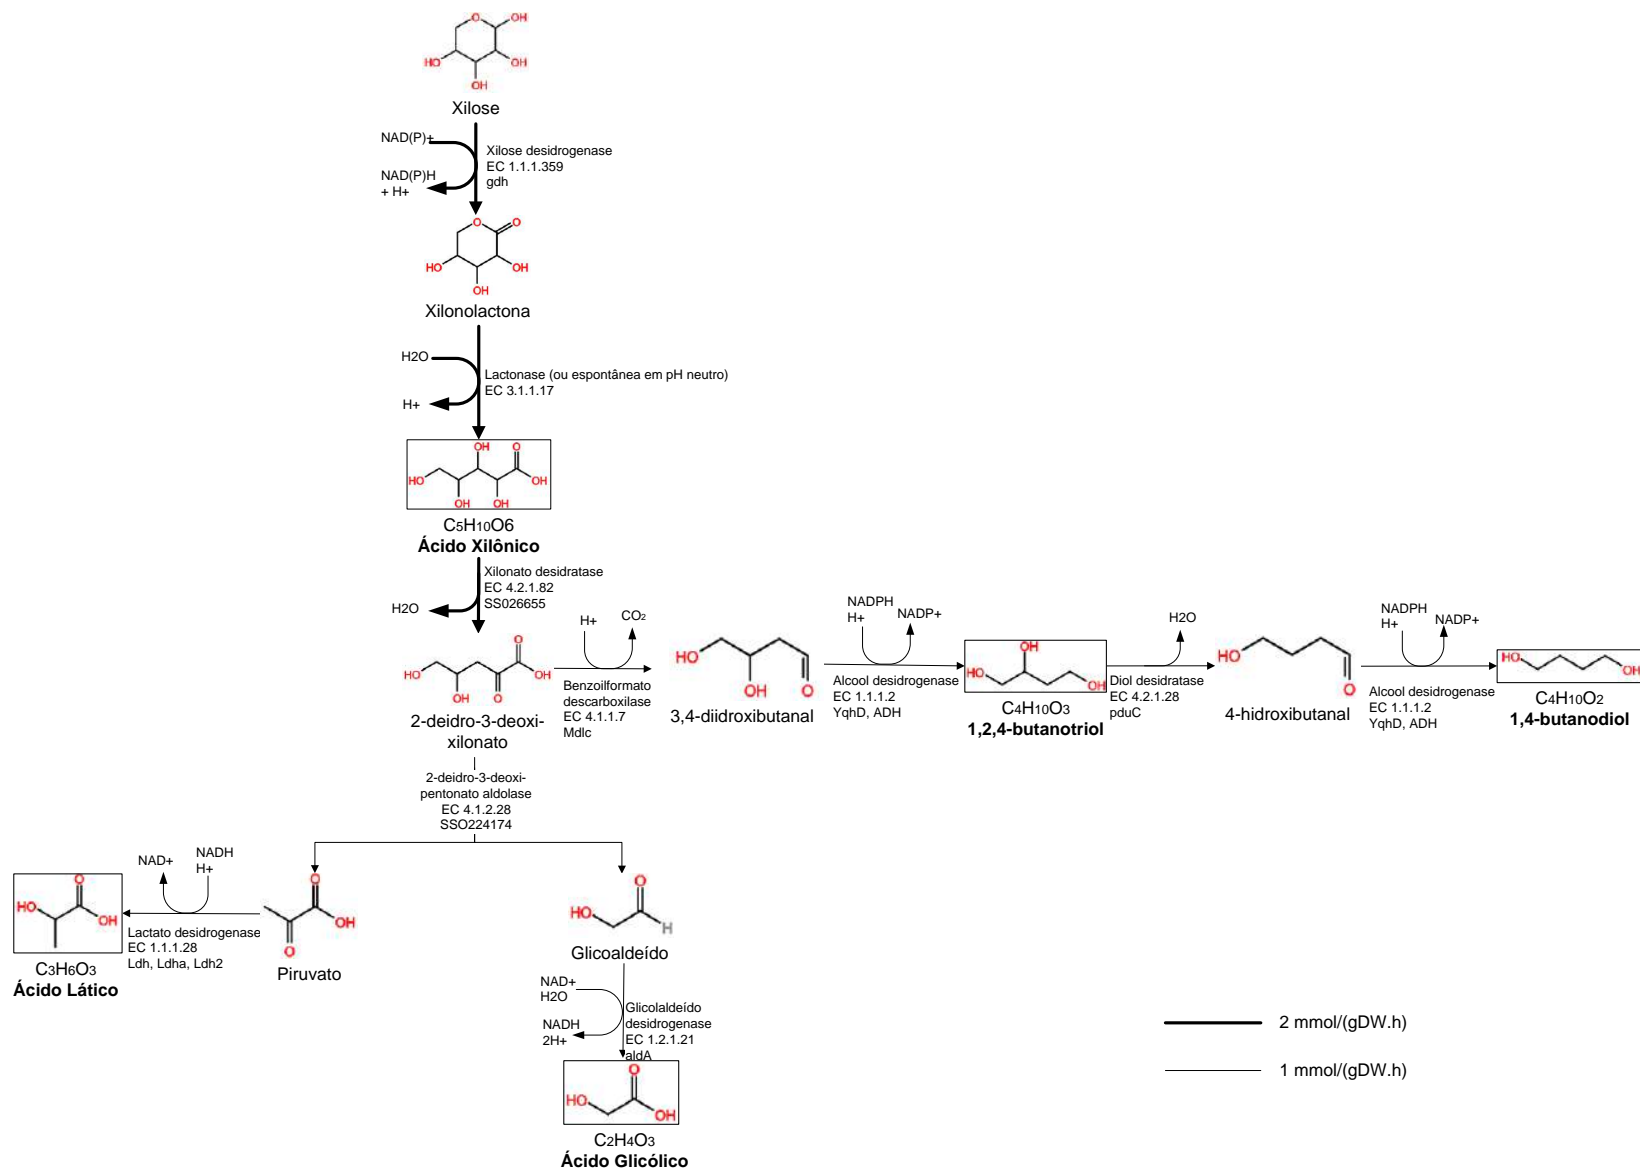 O
OH
HO
OH
OH
Xilose
NAD(P)+
Xilose desidrogenase
EC 1.1.1.359
gdh
NAD(P)H
+ H+
O
O
HO
OH
OH
Xilonolactona
H2O
Lactonase (ou espontânea em pH neutro)
EC 3.1.1.17
H+
OH
O
HO
OH
OH
OH
C5H10O6
Ácido Xilônico
Xilonato desidratase
EC 4.2.1.82
SS026655
H2O
O
HO
OH
OH
O
2-deidro-3-deoxi-
xilonato
H+
CO2
Benzoilformato
descarboxilase
EC 4.1.1.7
Mdlc
HO
OH
O
3,4-diidroxibutanal
NADPH
H+
NADP+
Alcool desidrogenase
EC 1.1.1.2
YqhD, ADH
OH
HO
OH
C4H10O3
1,2,4-butanotriol
H2O
Diol desidratase
EC 4.2.1.28
pduC
HO
O
4-hidroxibutanal
NADPH
H+
NADP+
Alcool desidrogenase
EC 1.1.1.2
YqhD, ADH
HO
OH
C4H10O2
1,4-butanodiol
2-deidro-3-deoxi-
pentonato aldolase
EC 4.1.2.28
SSO224174
O
OH
O
Piruvato
NAD+
NADH
H+
Lactato desidrogenase
EC 1.1.1.28
Ldh, Ldha, Ldh2
O
HO
OH
C3H6O3
Ácido Lático
O
HO
H
Glicoaldeído
NAD+
H2O
NADH
2H+
Glicolaldeído
desidrogenase
EC 1.2.1.21
aldA
O
HO
OH
C2H4O3
Ácido Glicólico
2 mmol/(gDW.h)
1 mmol/(gDW.h)